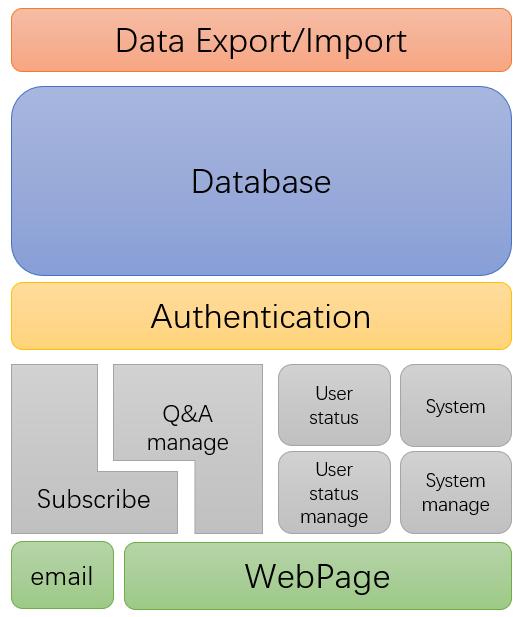 Data Export/Import
Database
Authentication
Q&A
manage
Subscribe
User
status
System
User
status
manage
System
manage
email
WebPage